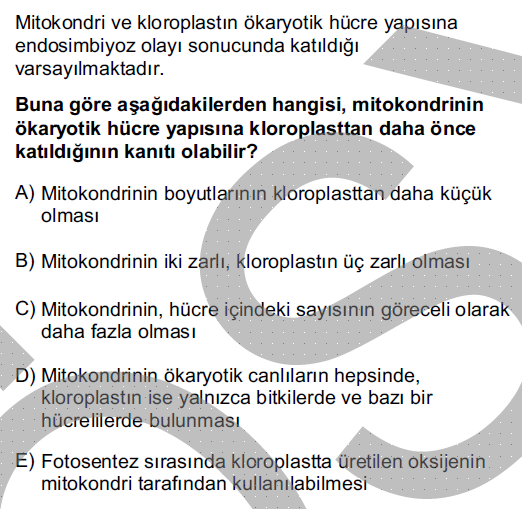 Mitokondri ve kloroplastın ökaryotik hücre yapısına
endosimbiyoz olayı sonucunda katıldığı
varsayılmaktadır.
Buna göre aşağıdakilerden hangisi, mitokondrinin
ökaryotik hücre yapısına kloroplasttan daha önce
katıldığının kanıtı olabilir?
A) Mitokondrinin boyutlarının kloroplasttan daha küçük
olması
B) Mitokondrinin iki zarlı, kloroplastın üç zarlı olması
C) Mitokondrinin, hücre içindeki sayısının göreceli olarak
daha fazla olması
D) Mitokondrinin ökaryotik canlıların hepsinde,
kloroplastın ise yalnızca bitkilerde ve bazı bir
hücrelilerde bulunması
E) Fotosentez sırasında kloroplastta üretilen oksijenin
mitokondri tarafından kullanılabilmesi